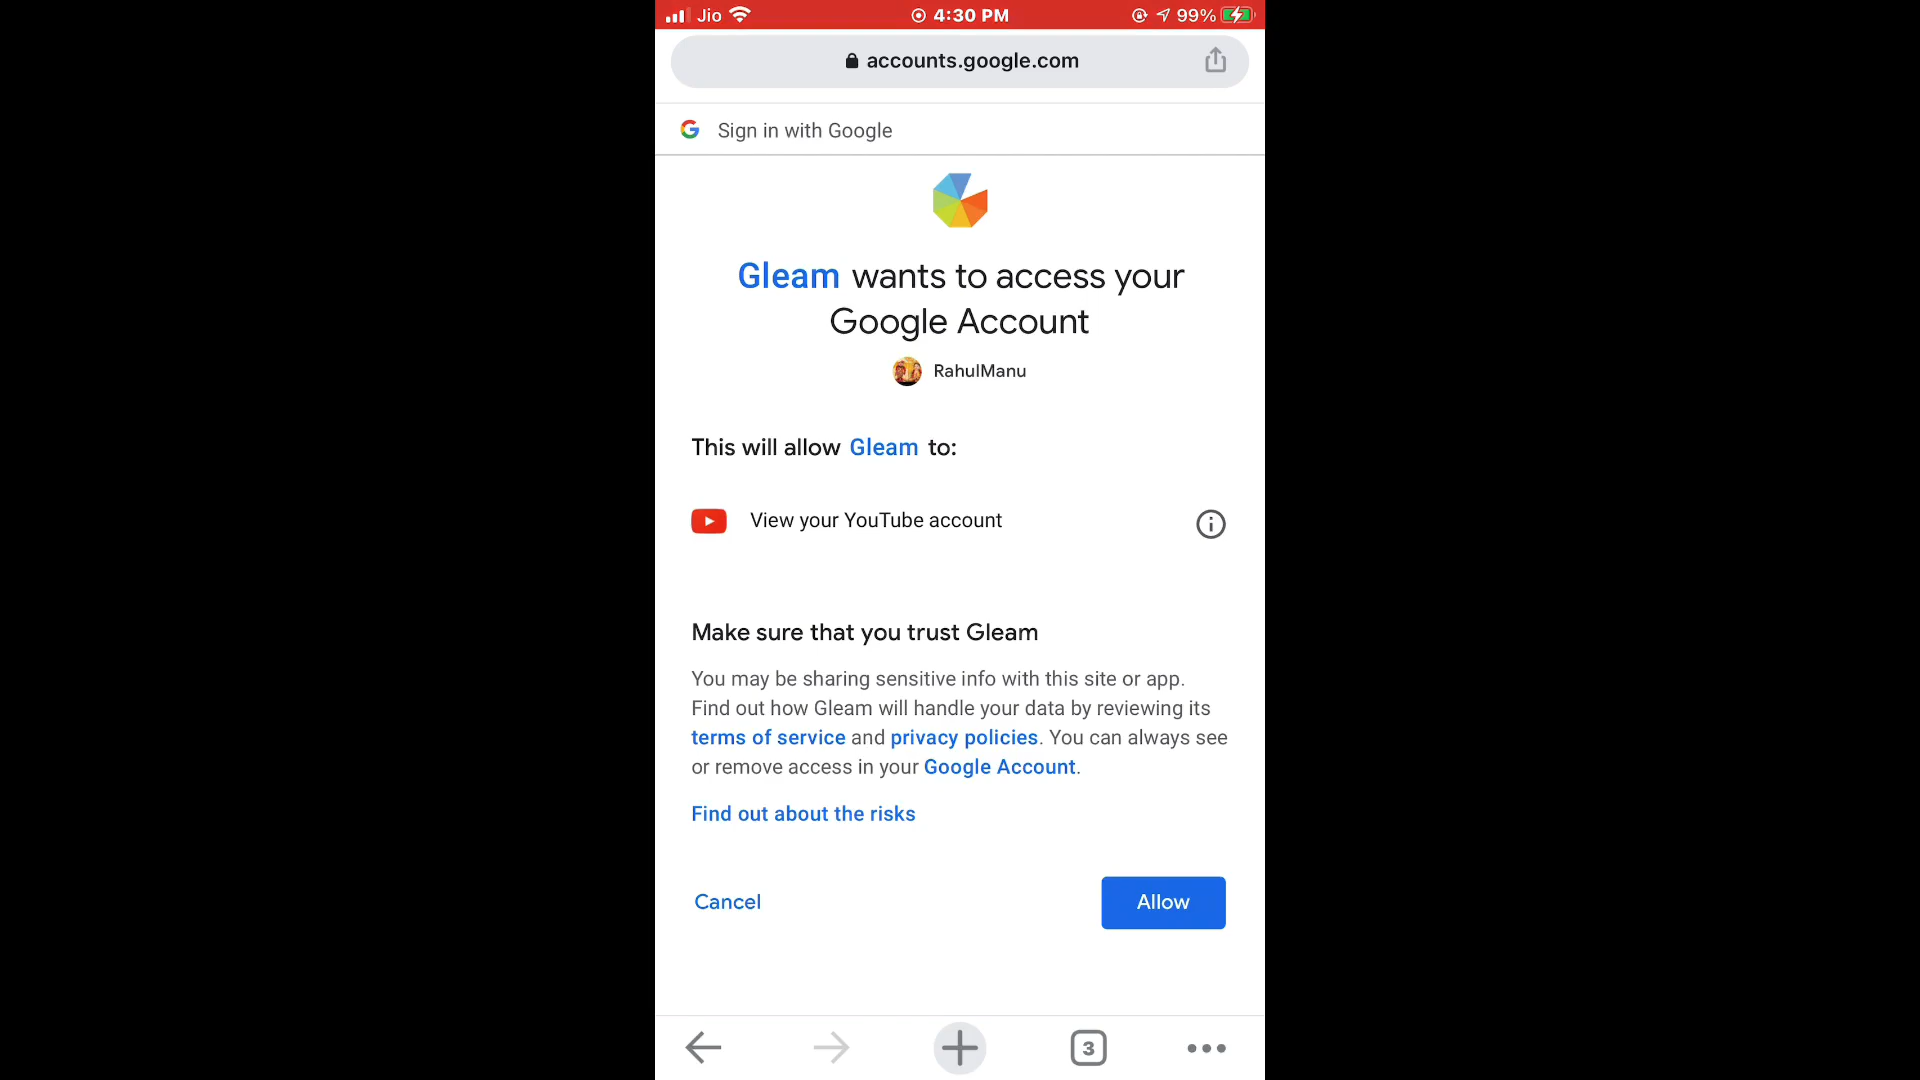 Jio 4:30 PM 99%
accounts.google.com
Sign in with Google
Gleam wants to access your
Google Account
RahulManu
This will allow Gleam to:
View your YouTube account
Make sure that you trust Gleam
You may be sharing sensitive info with this site or app.
Find out how Gleam will handle your data by reviewing its
terms of service and privacy policies. You can always see
or remove access in your Google Account.
Find out about the risks
Cancel Allow
3